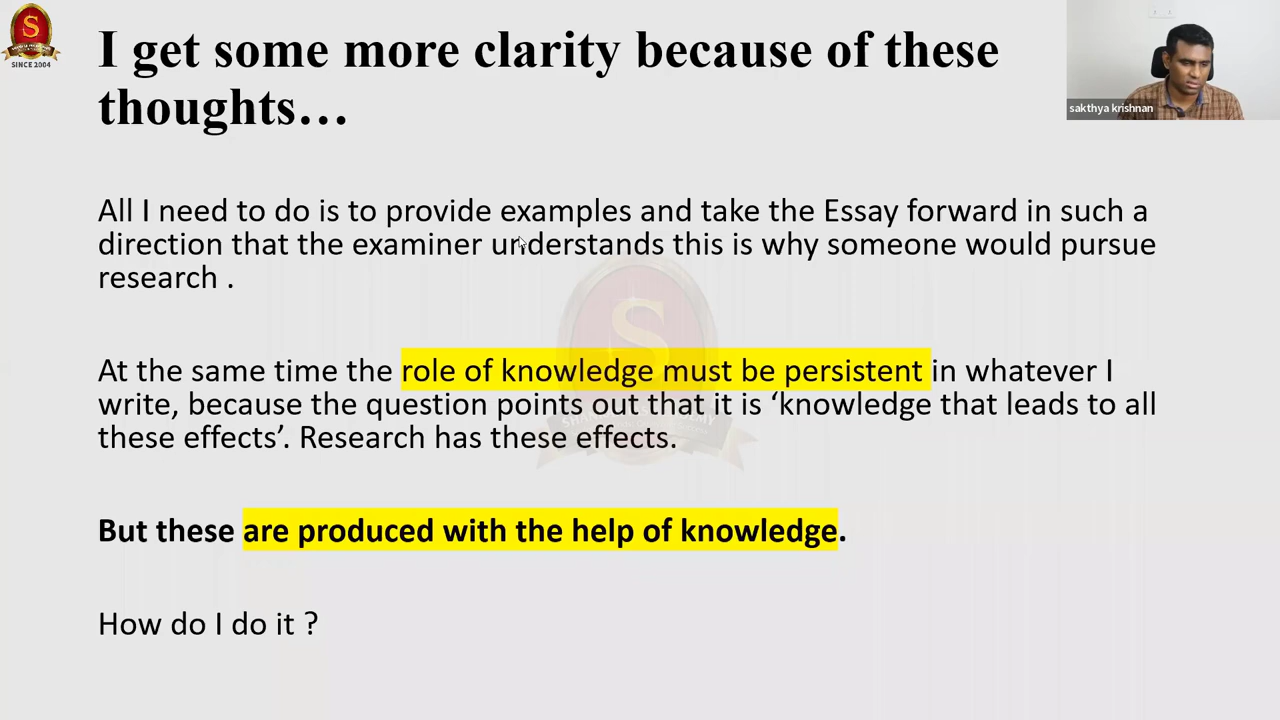 I get some more clarity because of these
thoughts…
S
SINCE 2004
sakthya krishnan
All I need to do is to provide examples and take the Essay forward in such a
direction that the examiner understands this is why someone would pursue
research .
At the same time the role of knowledge must be persistent in whatever I
write, because the question points out that it is ‘knowledge that leads to all
these effects’. Research has these effects.
But these are produced with the help of knowledge.
How do I do it ?